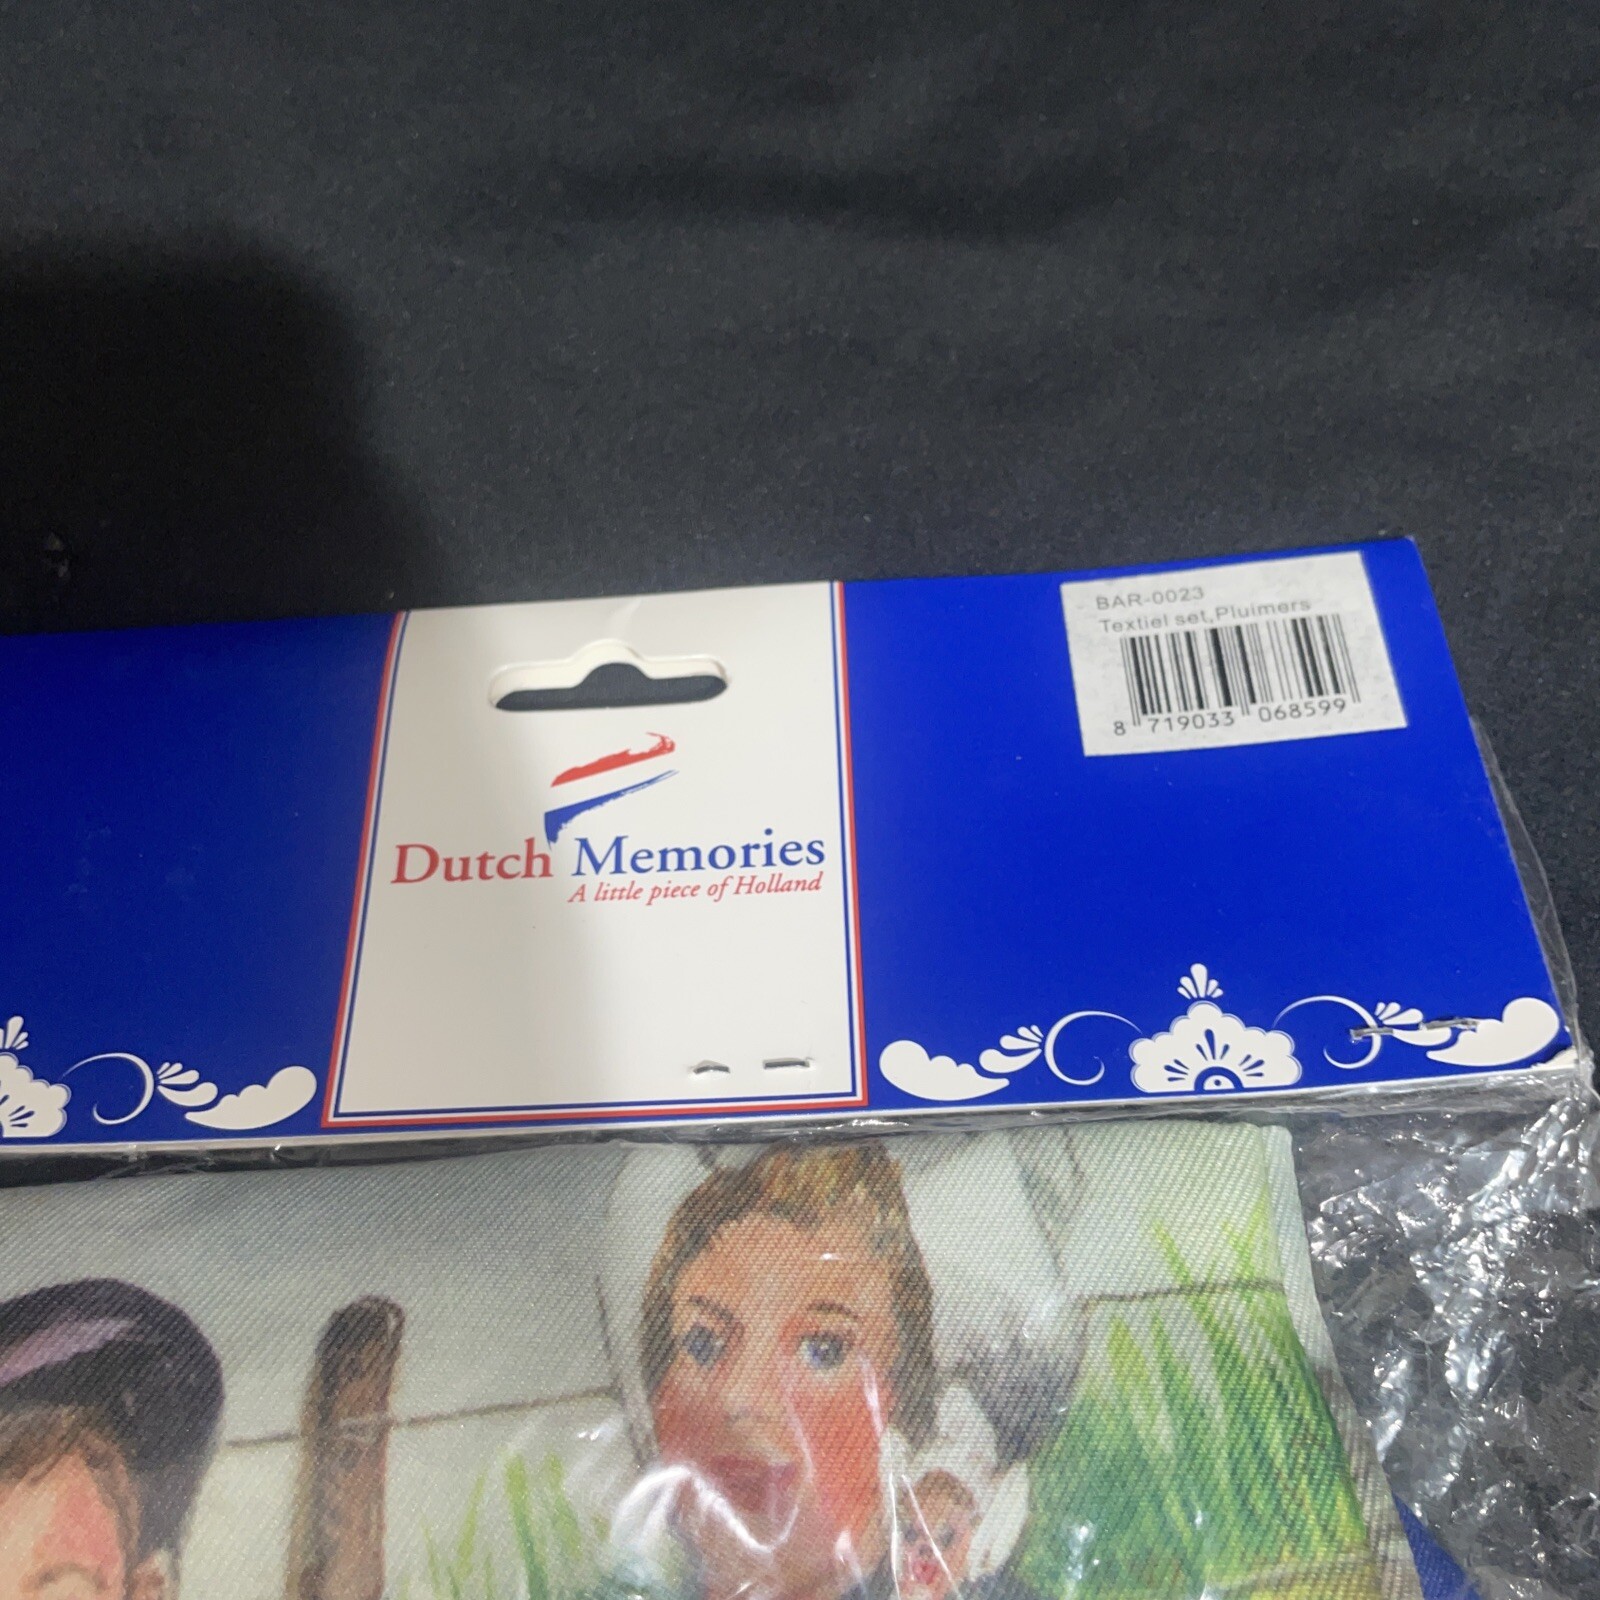 BAR-0023
Textiel set,Pluimers
8 719033 068599
Dutch Memories
A little piece of Holland